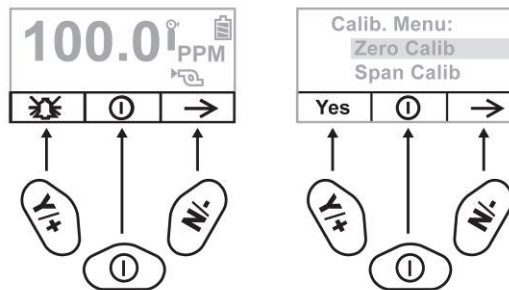 100.0 PPM
Y/+
N/-
Calib. Menu:
Zero Calib
Span Calib
Yes
Y/+
N/-